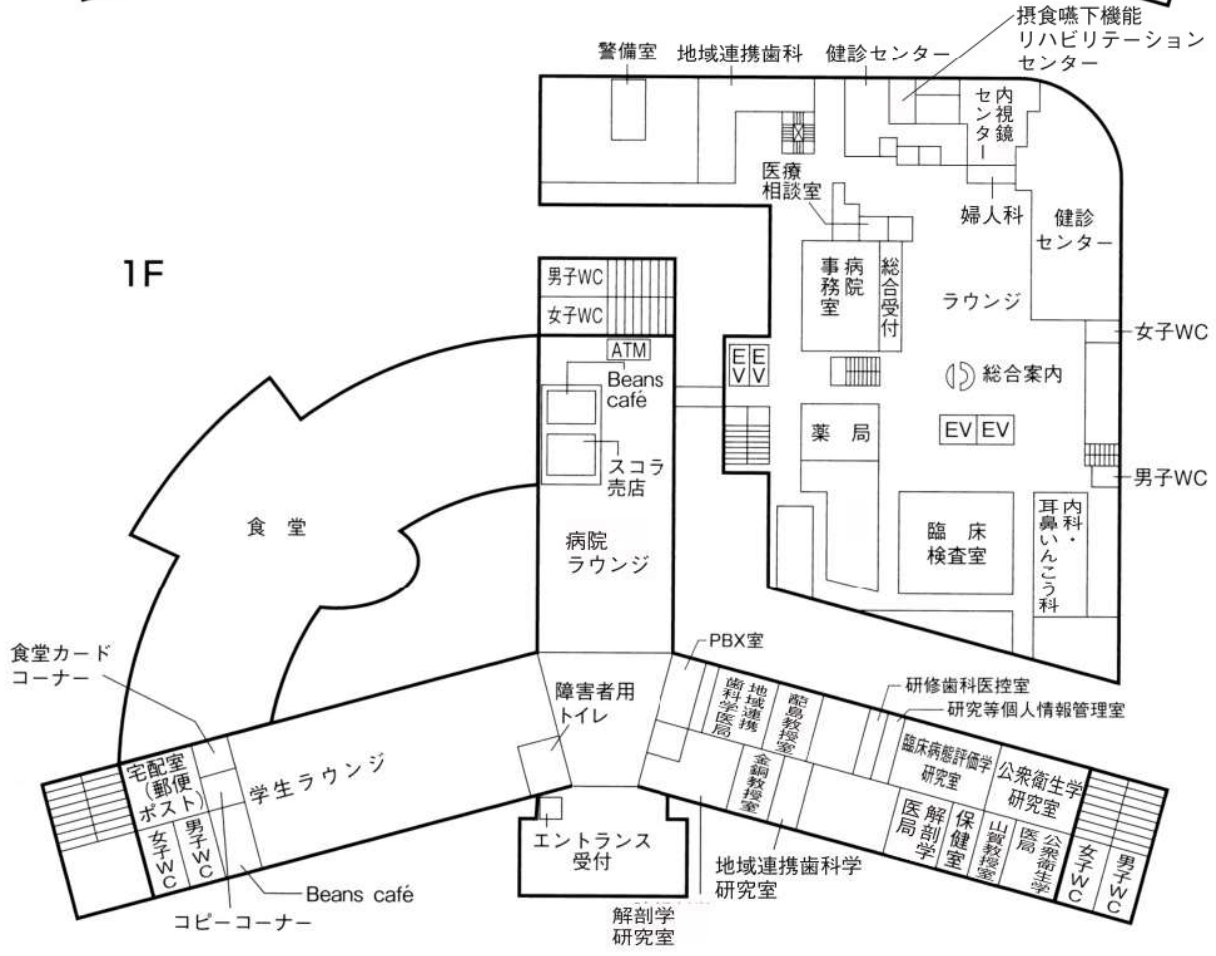 摂食嚥下機能
リハビリテーション
センター
警備室
地域連携歯科
健診センター
内視鏡
センター
医療
相談室
婦人科
健診
センター
1F
男子WC
女子WC
病院
事務室
総合受付
ラウンジ
女子WC
ATM
EV
EV
Beans
café
総合案内
薬局
EV
EV
スコラ
売店
男子WC
食堂
病院
ラウンジ
臨床
検査室
内科・
耳鼻いんこう科
食堂カード
コーナー
PBX室
障害者用
トイレ
地域連携
歯科学医局
教授室
研修歯科医控室
研究等個人情報管理室
臨床病態評価学
研究室
公衆衛生学
研究室
宅配室
(郵便
ポスト)
学生ラウンジ
金銅教授室
女子WC
男子WC
エントランス
受付
解剖学
医局
保健室
山賀教授室
公衆衛生学
医局
女子WC
男子WC
地域連携歯科学
研究室
Beans café
コピーコーナー
解剖学
研究室